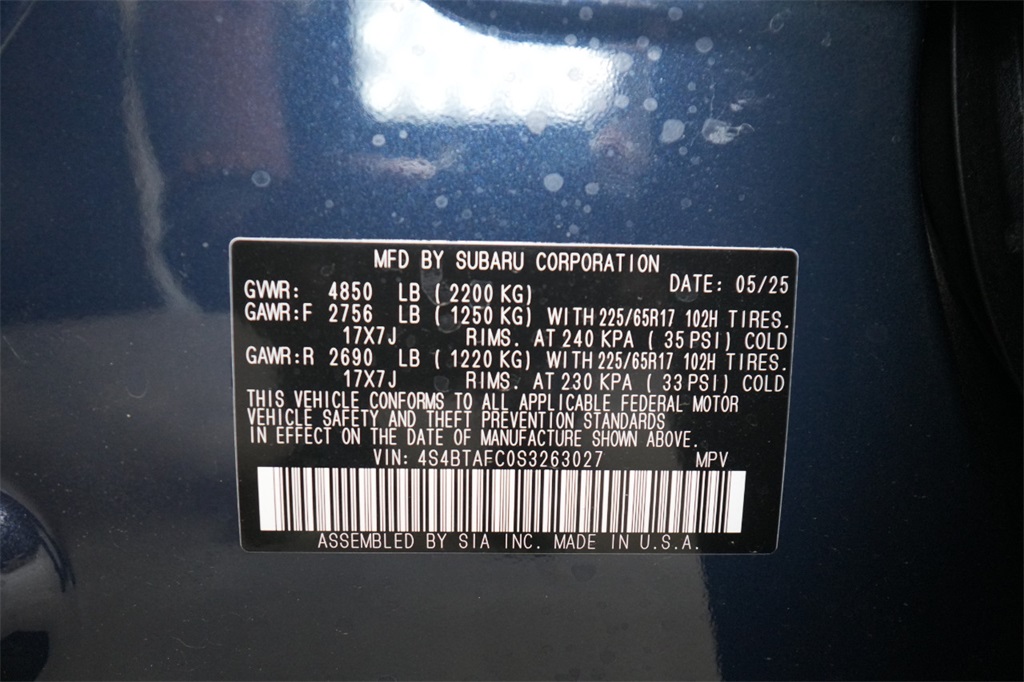 MFD BY SUBARU CORPORATION
DATE: 05/25
GVWR: 4850 LB ( 2200 KG)
GAWR:F 2756 LB ( 1250 KG) WITH 225/65R17 102H TIRES.
17X7J RIMS. AT 240 KPA ( 35 PSI) COLD
GAWR:R 2690 LB ( 1220 KG) WITH 225/65R17 102H TIRES.
17X7J RIMS. AT 230 KPA ( 33 PSI) COLD
THIS VEHICLE CONFORMS TO ALL APPLICABLE FEDERAL MOTOR
VEHICLE SAFETY AND THEFT PREVENTION STANDARDS
IN EFFECT ON THE DATE OF MANUFACTURE SHOWN ABOVE.
VIN: 4S4BTAFC0S3263027 MPV
ASSEMBLED BY SIA INC. MADE IN U.S.A.